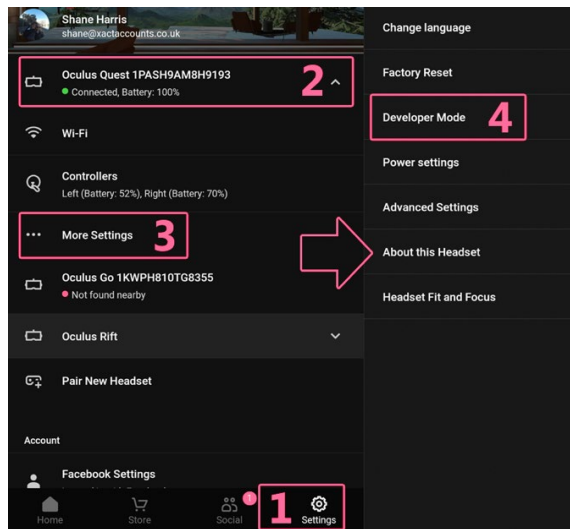 Shane Harris
shane@xactaccounts.co.uk
Oculus Quest 1PASH9AM8H9193
Connected, Battery: 100%
2
Wi-Fi
Controllers
Left (Battery: 52%), Right (Battery: 70%)
More Settings
3
Oculus Go 1KWPH810TG8355
Not found nearby
Oculus Rift
Pair New Headset
Account
Facebook Settings
Home
Store
1
Social
1
Settings
Change language
Factory Reset
Developer Mode
4
Power settings
Advanced Settings
About this Headset
Headset Fit and Focus